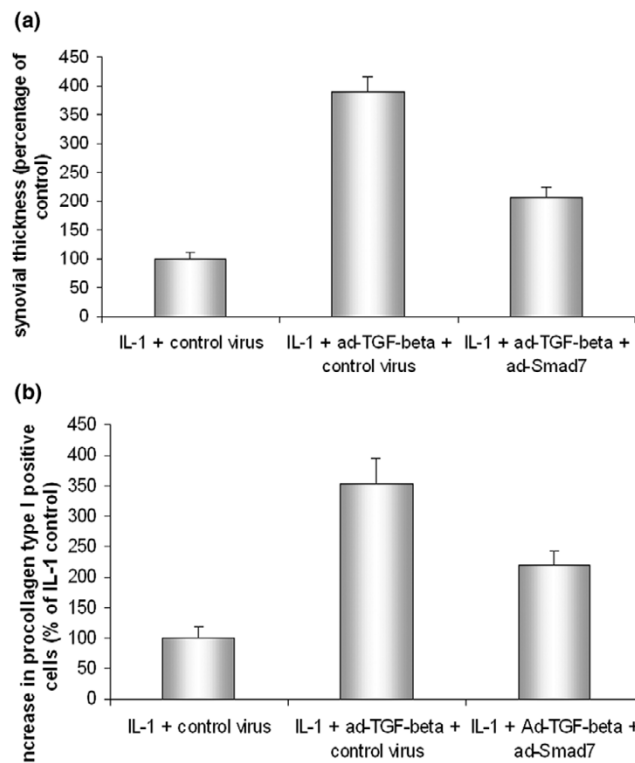 (a)
synovial thickness (percentage of
control)
450
400
350
300
250
200
150
100
50
0
IL-1 + control virus
IL-1 + ad-TGF-beta +
control virus
IL-1 + ad-TGF-beta +
ad-Smad7
(b)
ncrease in procollagen type I positive
cells (% of IL-1 control)
450
400
350
300
250
200
150
100
50
0
IL-1 + control virus
IL-1 + ad-TGF-beta +
control virus
IL-1 + Ad-TGF-beta +
ad-Smad7